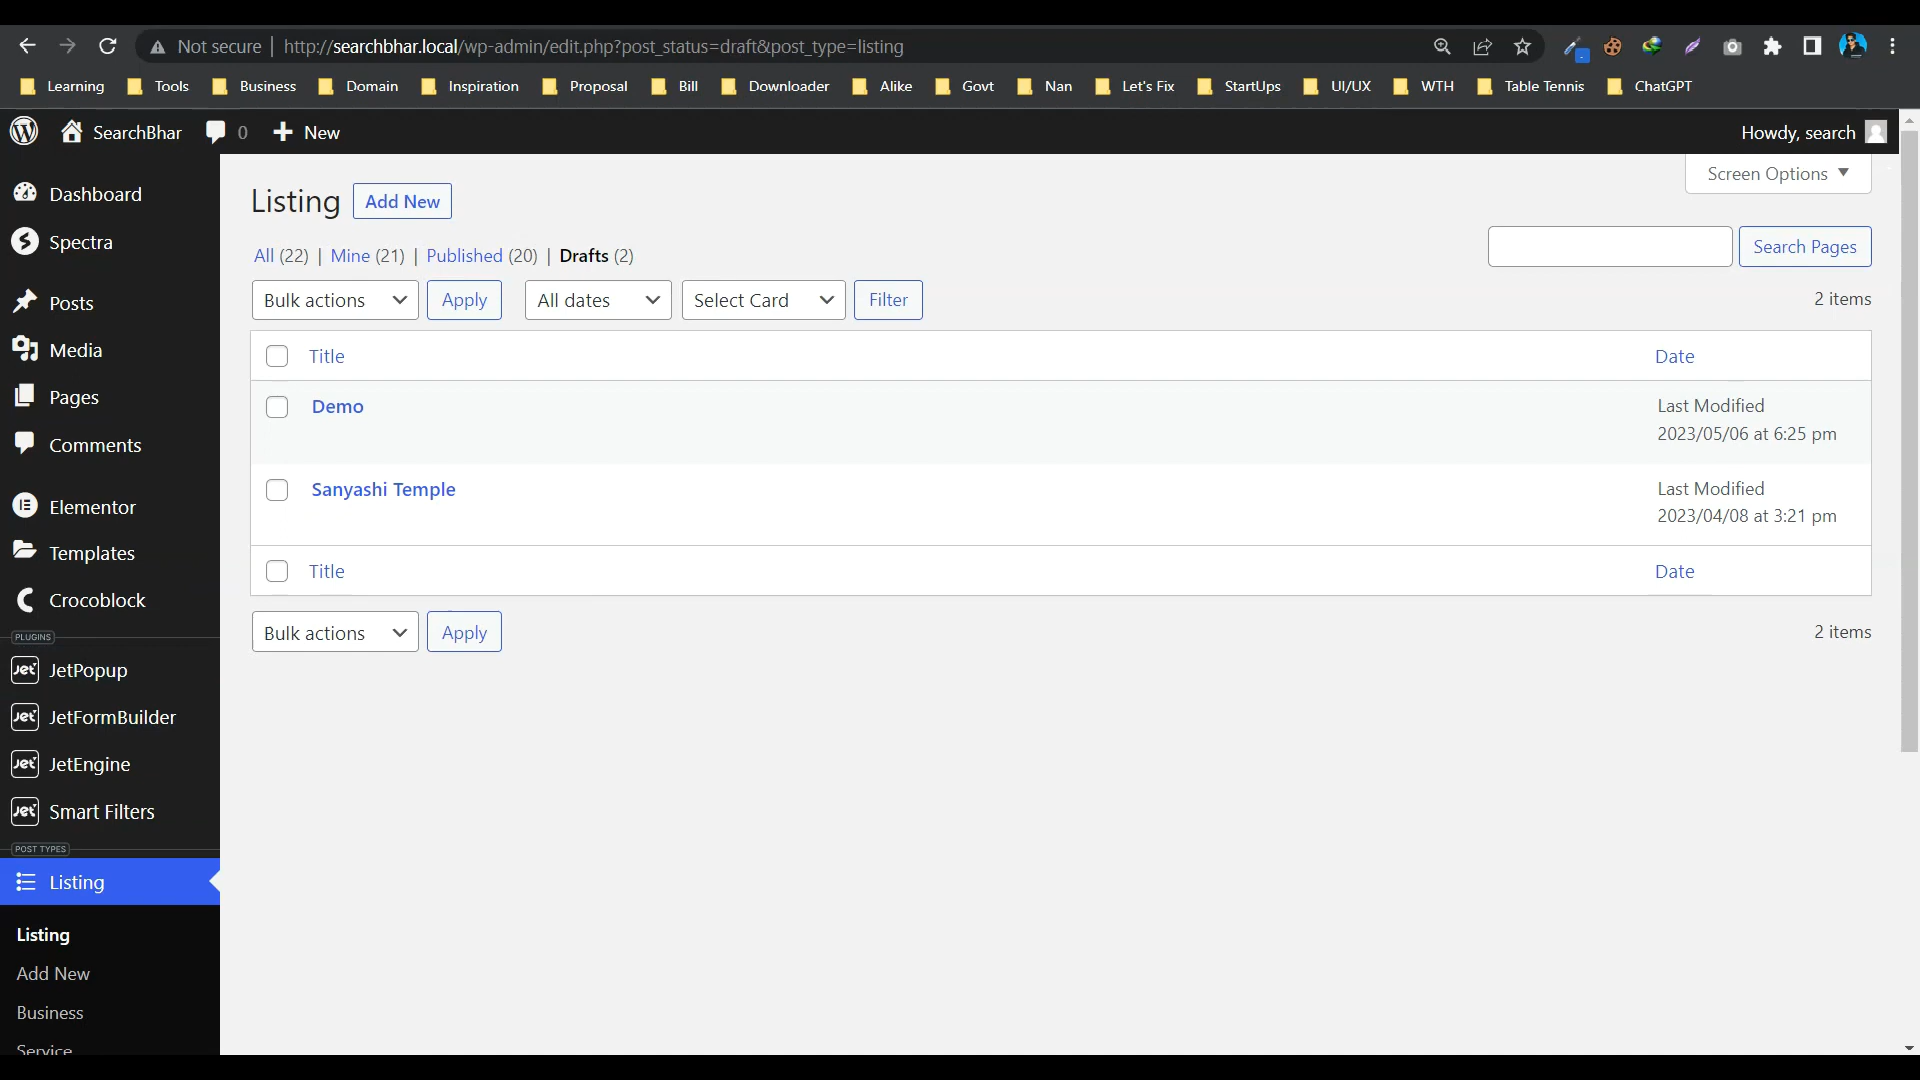 Not secure
http://searchbhar.local/wp-admin/edit.php?post_status=draft&post_type=listing
Learning Tools Business Domain Inspiration Proposal Bill Downloader Alike Govt Nan Let's Fix StartUps UI/UX WTH Table Tennis ChatGPT
SearchBhar 0 New Howdy, search
Screen Options
Dashboard
Spectra
Posts
Media
Pages
Comments
Elementor
Templates
Crocoblock
PLUGINS
Jet JetPopup
Jet JetFormBuilder
Jet JetEngine
Jet Smart Filters
POST TYPES
Listing
Listing
Add New
Business
Service
Listing Add New
All (22) | Mine (21) | Published (20) | Drafts (2)
Search Pages
Bulk actions Apply All dates Select Card Filter 2 items
Title Date
Demo Last Modified
2023/05/06 at 6:25 pm
Sanyashi Temple Last Modified
2023/04/08 at 3:21 pm
Title Date
Bulk actions Apply 2 items